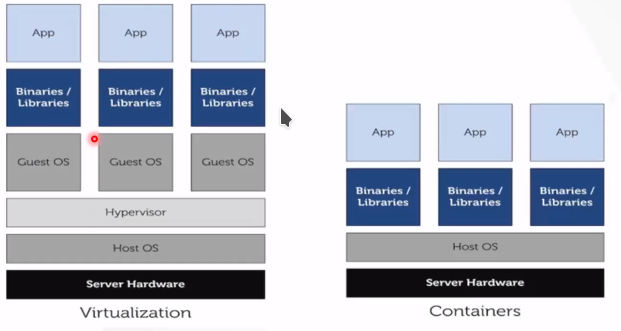 App App App
Binaries / Libraries Binaries / Libraries Binaries / Libraries
Guest OS Guest OS Guest OS
Hypervisor
Host OS
Server Hardware
Virtualization
App App App
Binaries / Libraries Binaries / Libraries Binaries / Libraries
Host OS
Server Hardware
Containers